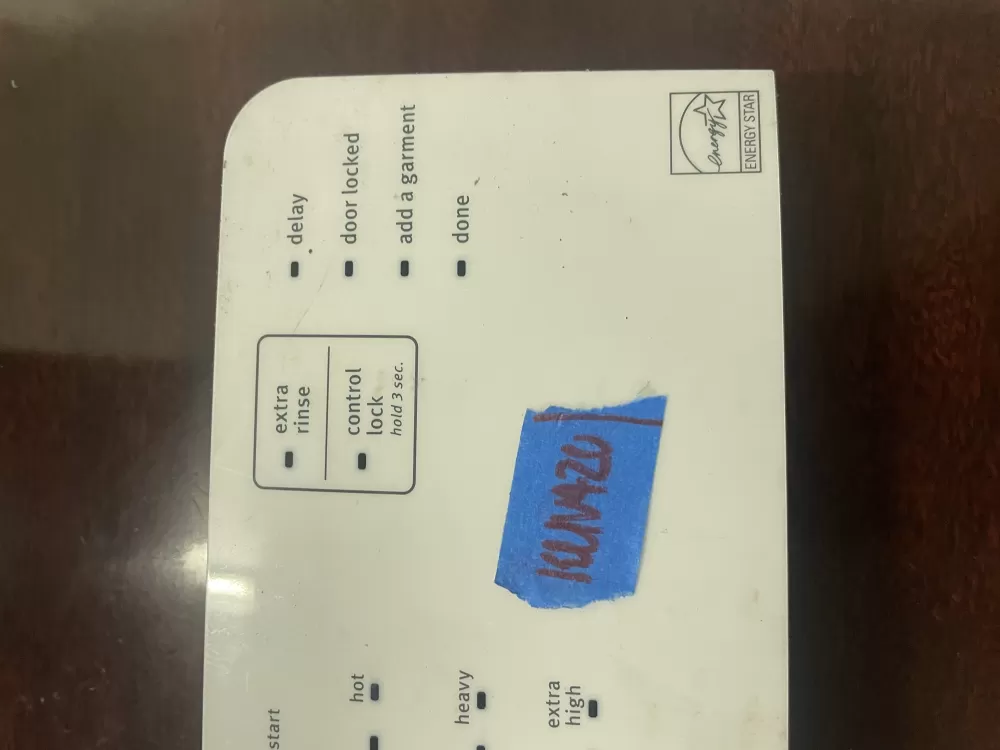 delay
door locked
add a garment
done
energy
ENERGY STAR
extra
rinse
control
lock
hold 3 sec.
start
hot
heavy
extra
high